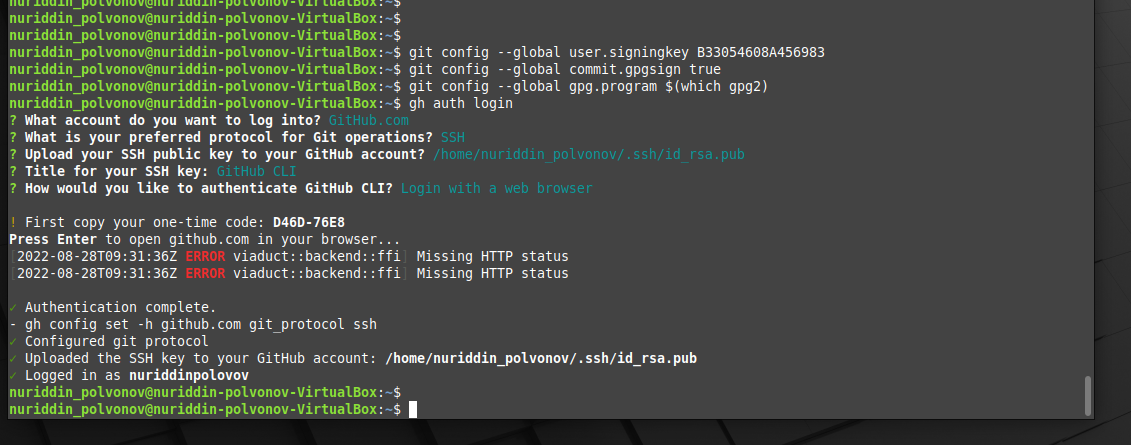 nuriddin_polvonov@nuriddin-polvonov-VirtualBox:~$
nuriddin_polvonov@nuriddin-polvonov-VirtualBox:~$
nuriddin_polvonov@nuriddin-polvonov-VirtualBox:~$
nuriddin_polvonov@nuriddin-polvonov-VirtualBox:~$ git config --global user.signingkey B33054608A456983
nuriddin_polvonov@nuriddin-polvonov-VirtualBox:~$ git config --global commit.gpgsign true
nuriddin_polvonov@nuriddin-polvonov-VirtualBox:~$ git config --global gpg.program $(which gpg2)
nuriddin_polvonov@nuriddin-polvonov-VirtualBox:~$ gh auth login
? What account do you want to log into? GitHub.com
? What is your preferred protocol for Git operations? SSH
? Upload your SSH public key to your GitHub account? /home/nuriddin_polvonov/.ssh/id_rsa.pub
? Title for your SSH key: GitHub CLI
? How would you like to authenticate GitHub CLI? Login with a web browser
! First copy your one-time code: D46D-76E8
Press Enter to open github.com in your browser...
[2022-08-28T09:31:36Z ERROR viaduct::backend::ffi] Missing HTTP status
[2022-08-28T09:31:36Z ERROR viaduct::backend::ffi] Missing HTTP status
✓ Authentication complete.
- gh config set -h github.com git_protocol ssh
✓ Configured git protocol
✓ Uploaded the SSH key to your GitHub account: /home/nuriddin_polvonov/.ssh/id_rsa.pub
✓ Logged in as nuriddinpolovov
nuriddin_polvonov@nuriddin-polvonov-VirtualBox:~$
nuriddin_polvonov@nuriddin-polvonov-VirtualBox:~$